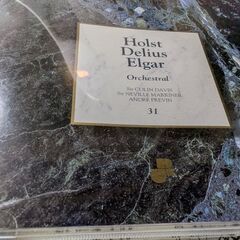 Holst
Delius
Elgar
Orchestral
Sir COLIN DAVIS
Sir NEVILLE MARRINER
ANDRÉ PREVIN
31